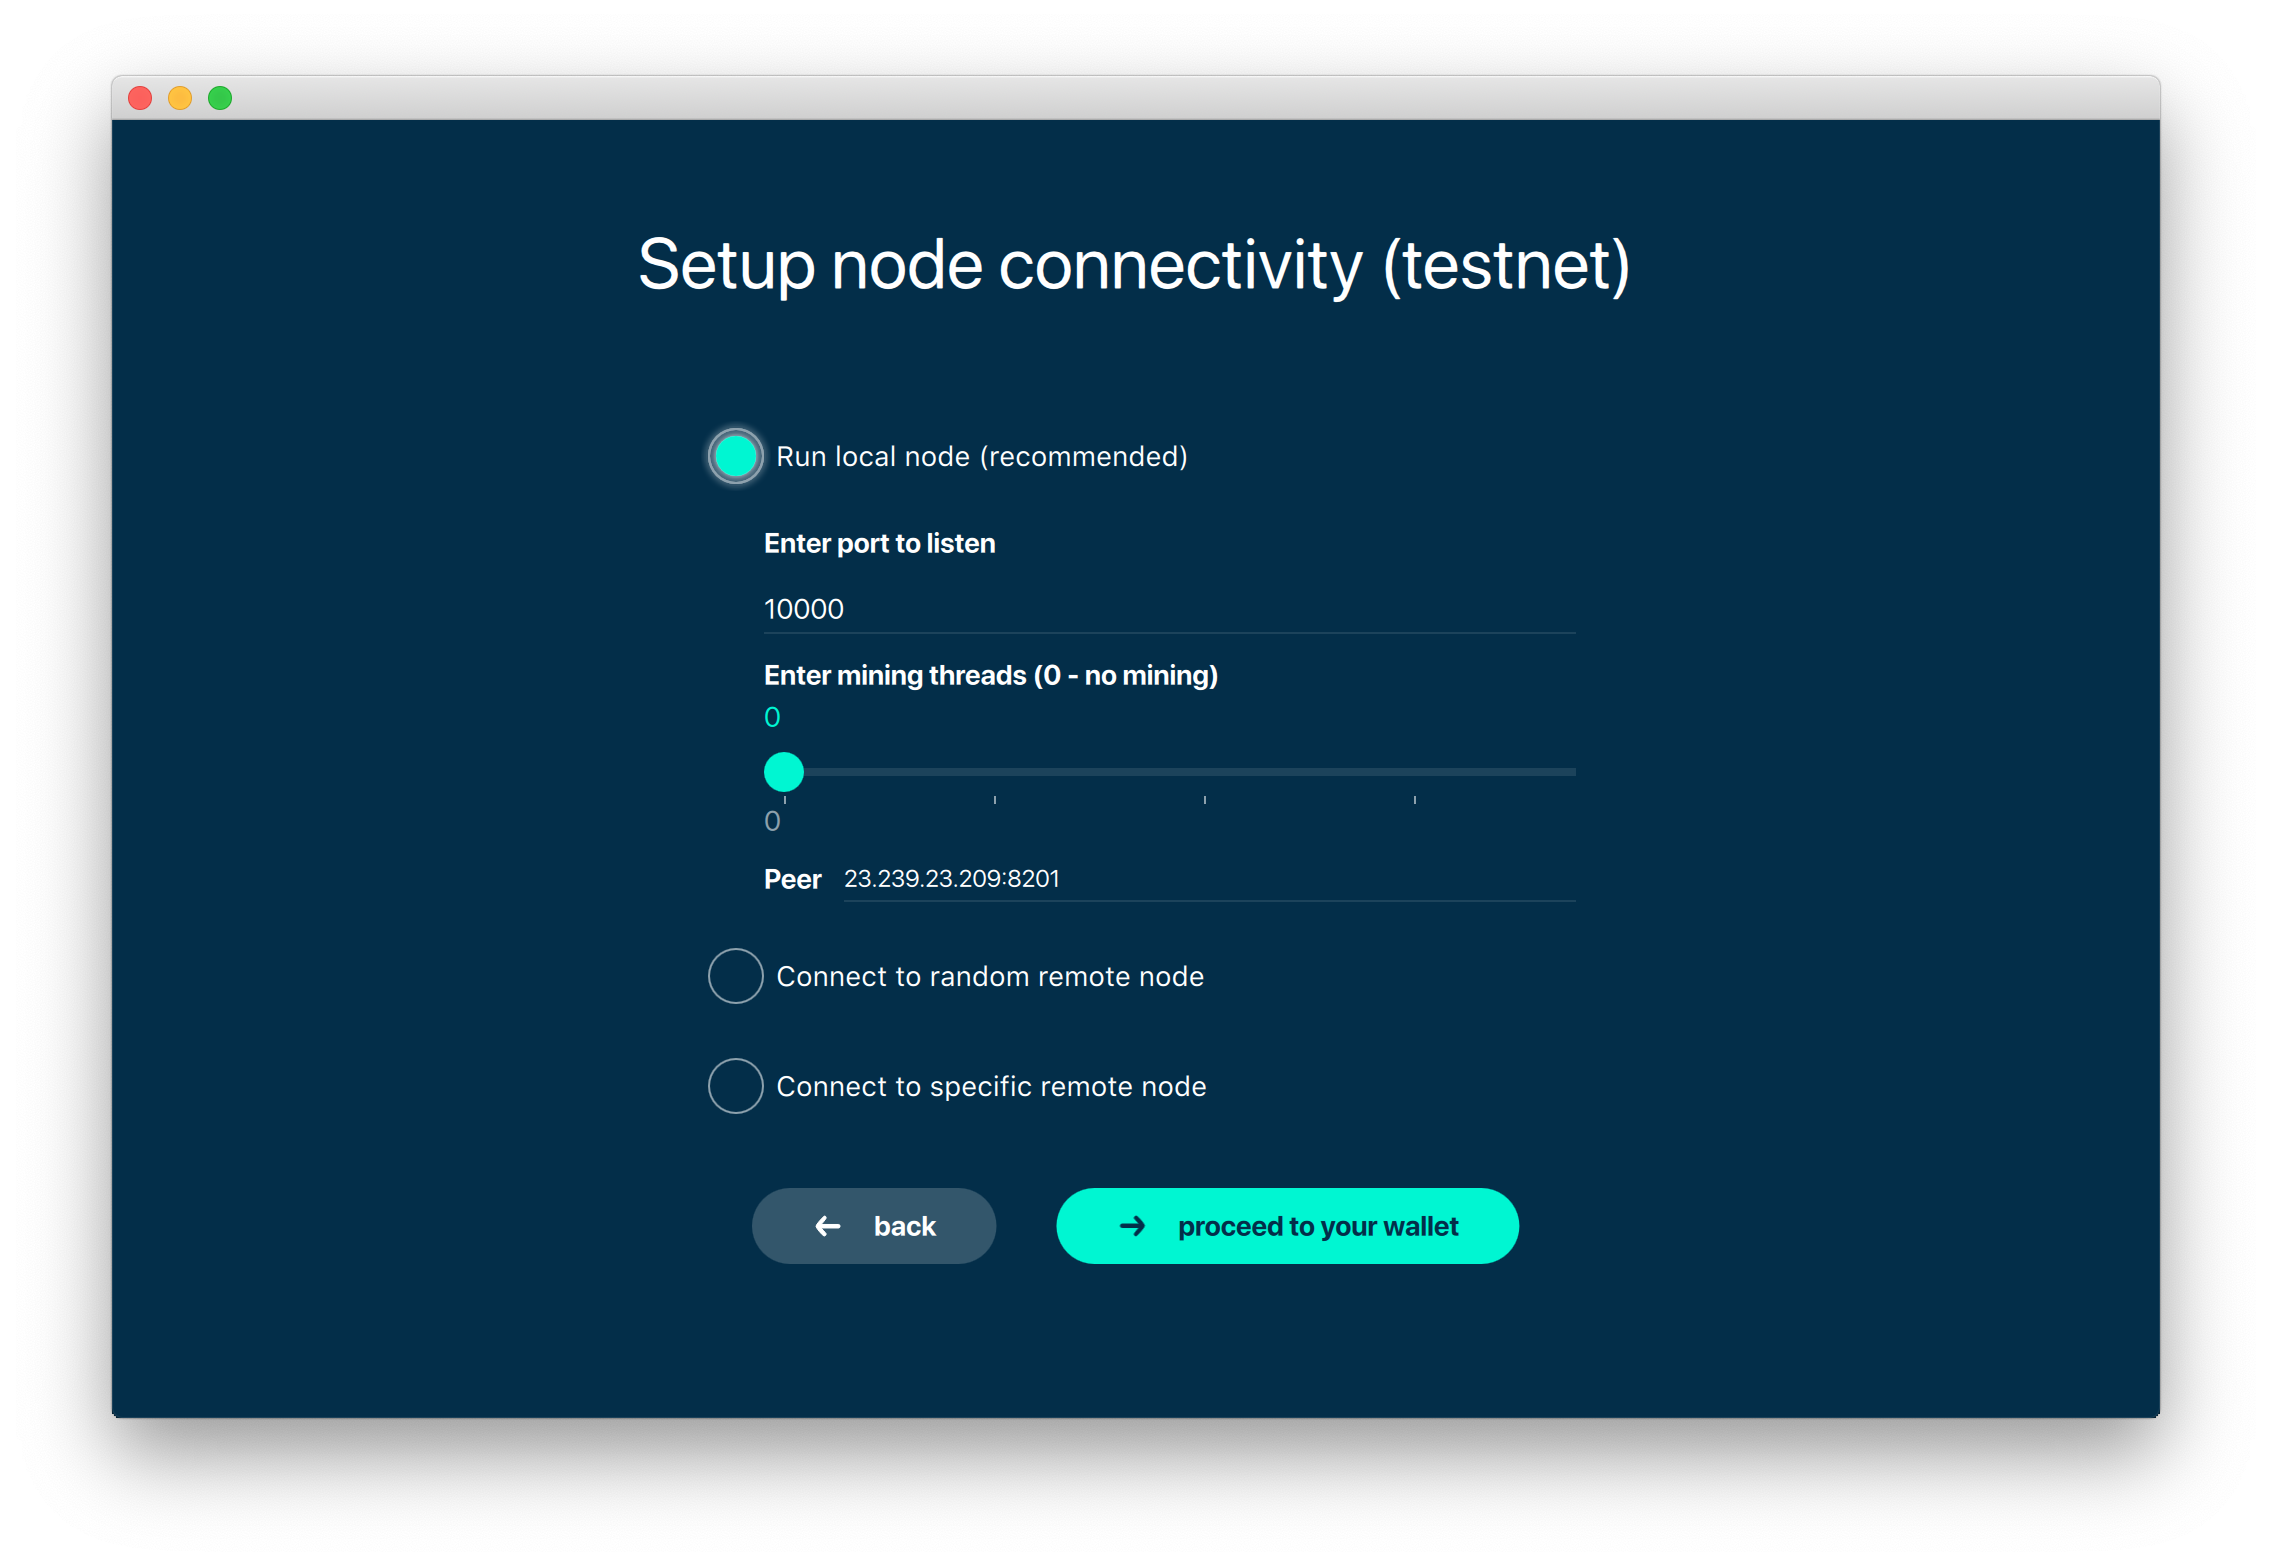 Setup node connectivity (testnet)
Run local node (recommended)
Enter port to listen
10000
Enter mining threads (0 - no mining)
0
0
Peer 23.239.23.209:8201
Connect to random remote node
Connect to specific remote node
back
proceed to your wallet